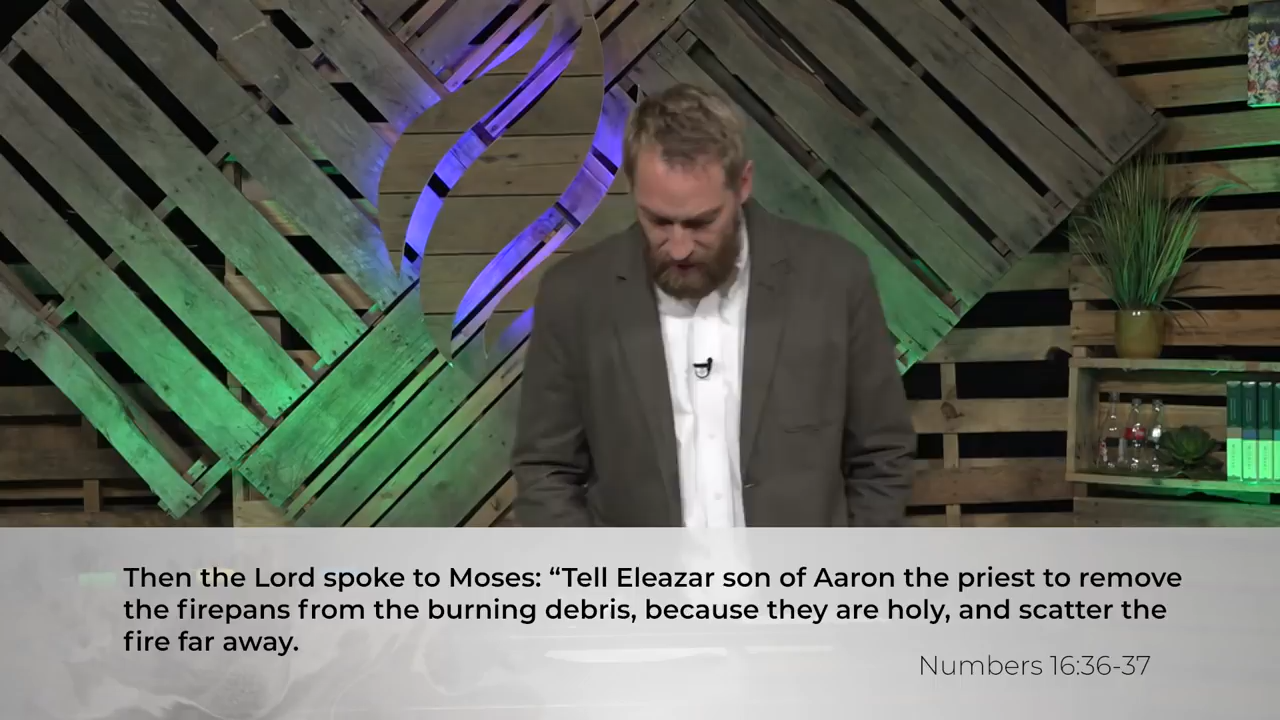 Then the Lord spoke to Moses: “Tell Eleazar son of Aaron the priest to remove
the firepans from the burning debris, because they are holy, and scatter the
fire far away.
Numbers 16:36-37